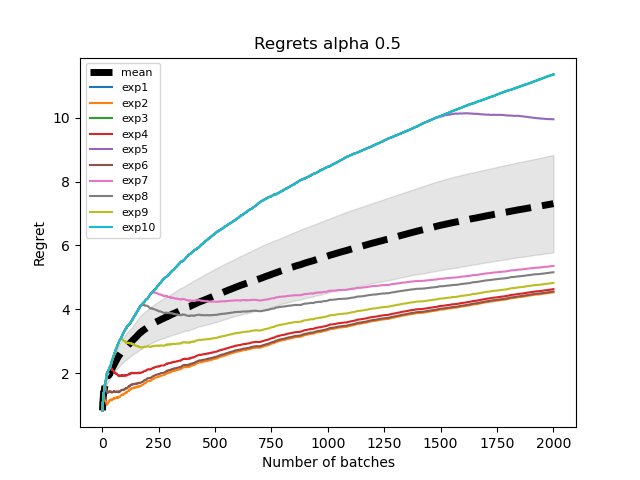 Regrets alpha 0.5
mean
exp1
exp2
exp3
exp4
exp5
exp6
exp7
exp8
exp9
exp10
10
8
6
4
2
Regret
0 250 500 750 1000 1250 1500 1750 2000
Number of batches